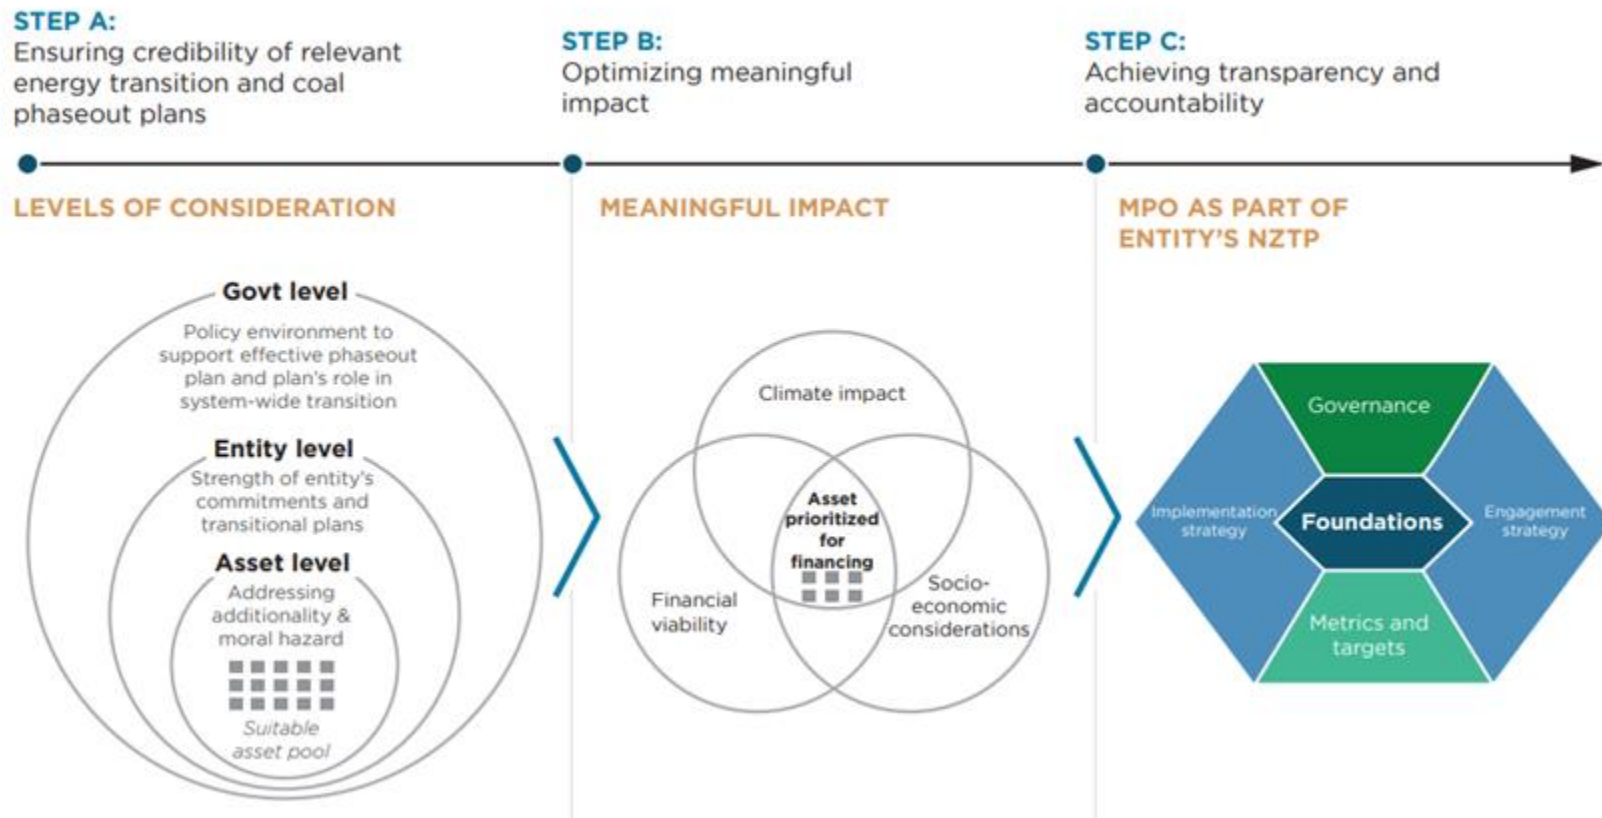 STEP A:
Ensuring credibility of relevant
energy transition and coal
phaseout plans
STEP B:
Optimizing meaningful
impact
STEP C:
Achieving transparency and
accountability
LEVELS OF CONSIDERATION
MEANINGFUL IMPACT
MPO AS PART OF
ENTITY'S NZTP
Govt level
Policy environment to
support effective phaseout
plan and plan's role in
system-wide transition
Entity level
Strength of entity's
commitments and
transitional plans
Asset level
Addressing
additionality &
moral hazard
Suitable
asset pool
Climate impact
Asset
prioritized
for
financing
Financial
viability
Socio-
economic
considerations
Governance
Implementation
strategy
Foundations
Engagement
strategy
Metrics and
targets